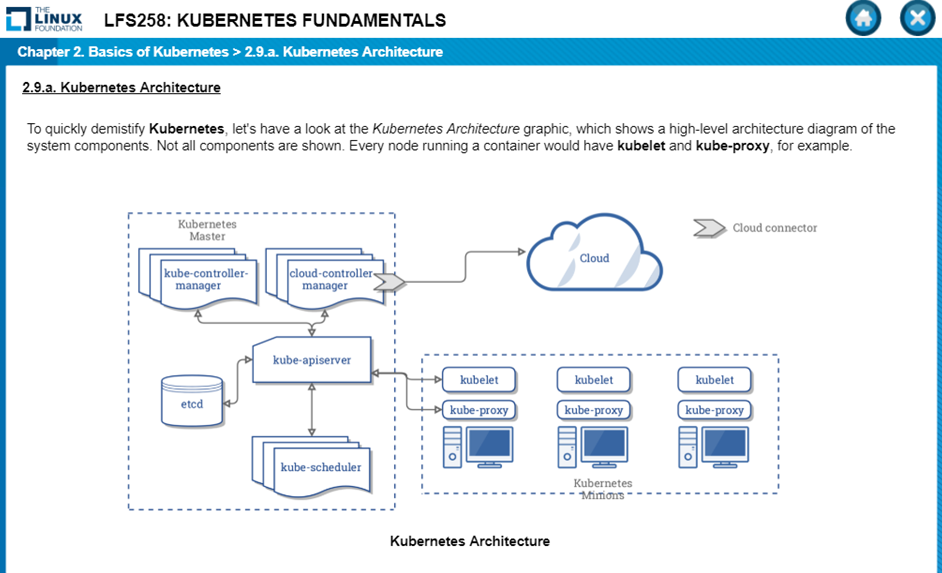 THE
LINUX
FOUNDATION
LFS258: KUBERNETES FUNDAMENTALS
Chapter 2. Basics of Kubernetes > 2.9.a. Kubernetes Architecture
2.9.a. Kubernetes Architecture
To quickly demistify Kubernetes, let's have a look at the Kubernetes Architecture graphic, which shows a high-level architecture diagram of the
system components. Not all components are shown. Every node running a container would have kubelet and kube-proxy, for example.
Kubernetes
Master
kube-controller-
manager
cloud-controller
manager
Cloud
Cloud connector
kube-apiserver
etcd
kube-scheduler
kubelet
kubelet
kubelet
kube-proxy
kube-proxy
kube-proxy
Kubernetes
Minions
Kubernetes Architecture